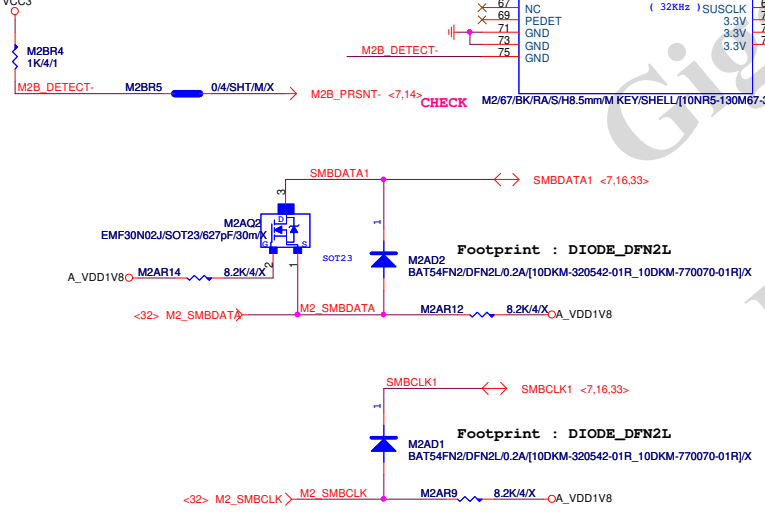 VCC3
M2BR4
1K/4/1
M2B_DETECT-
M2BR5
0/4/SHT/M/X
M2B_PRSNT- <7,14>
CHECK
M2B_DETECT-
67
69
71
73
75
NC
PEDET
GND
GND
GND
( 32KHz )
SUSCLK
3.3V
3.3V
3.3V
M2/67/BK/RA/S/H8.5mm/M KEY/SHELL/[10NR5-130M67-
SMBDATA1
SMBDATA1 <7,16,33>
3
M2AQ2
EMF30N02J/SOT23/627pF/30m/X
D
G
S
SOT23
2
1
1
Footprint : DIODE_DFN2L
M2AD2
BAT54FN2/DFN2L/0.2A/[10DKM-320542-01R_10DKM-770070-01R]/X
A_VDD1V8
M2AR14
8.2K/4/X
<32> M2_SMBDATA
M2_SMBDATA
M2AR12
8.2K/4/X
A_VDD1V8
SMBCLK1
SMBCLK1 <7,16,33>
1
Footprint : DIODE_DFN2L
M2AD1
BAT54FN2/DFN2L/0.2A/[10DKM-320542-01R_10DKM-770070-01R]/X
<32> M2_SMBCLK
M2_SMBCLK
M2AR9
8.2K/4/X
A_VDD1V8
Gig